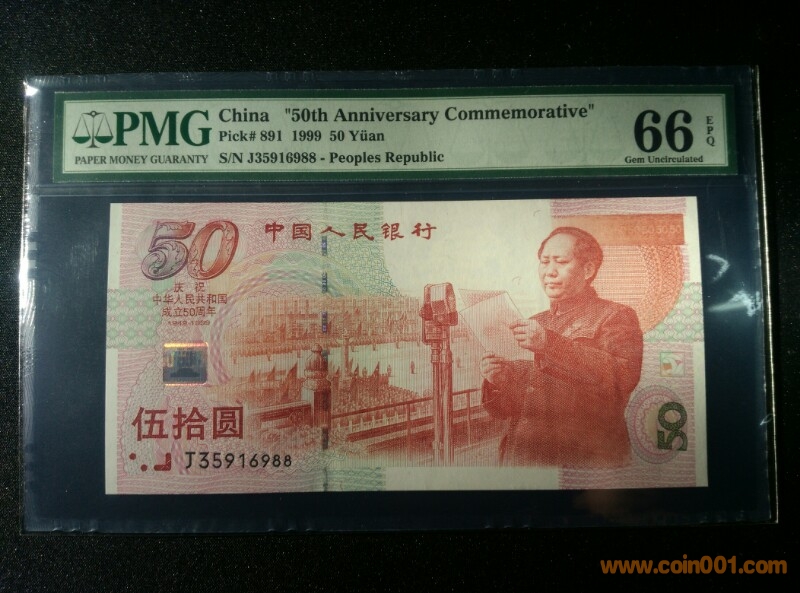 PMG
PAPER MONEY GUARANTY
China "50th Anniversary Commemorative"
Pick# 891 1999 50 Yüan
S/N J35916988 - Peoples Republic
66
EPQ
Gem Uncirculated
50
中国人民银行
庆祝
中华人民共和国
成立50周年
1949-1999
伍拾圆
J35916988
50
www.coin001.com